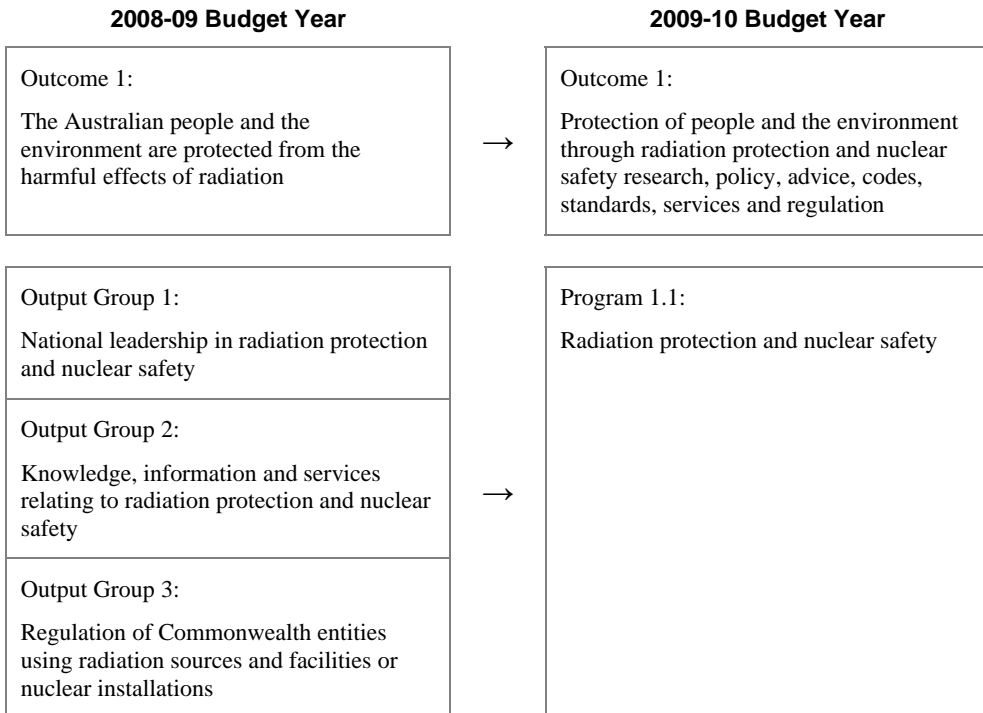 2008-09 Budget Year
2009-10 Budget Year
Outcome 1:
The Australian people and the
environment are protected from the
harmful effects of radiation
→
Outcome 1:
Protection of people and the environment
through radiation protection and nuclear
safety research, policy, advice, codes,
standards, services and regulation
Output Group 1:
National leadership in radiation protection
and nuclear safety
Output Group 2:
Knowledge, information and services
relating to radiation protection and nuclear
safety
Output Group 3:
Regulation of Commonwealth entities
using radiation sources and facilities or
nuclear installations
→
Program 1.1:
Radiation protection and nuclear safety